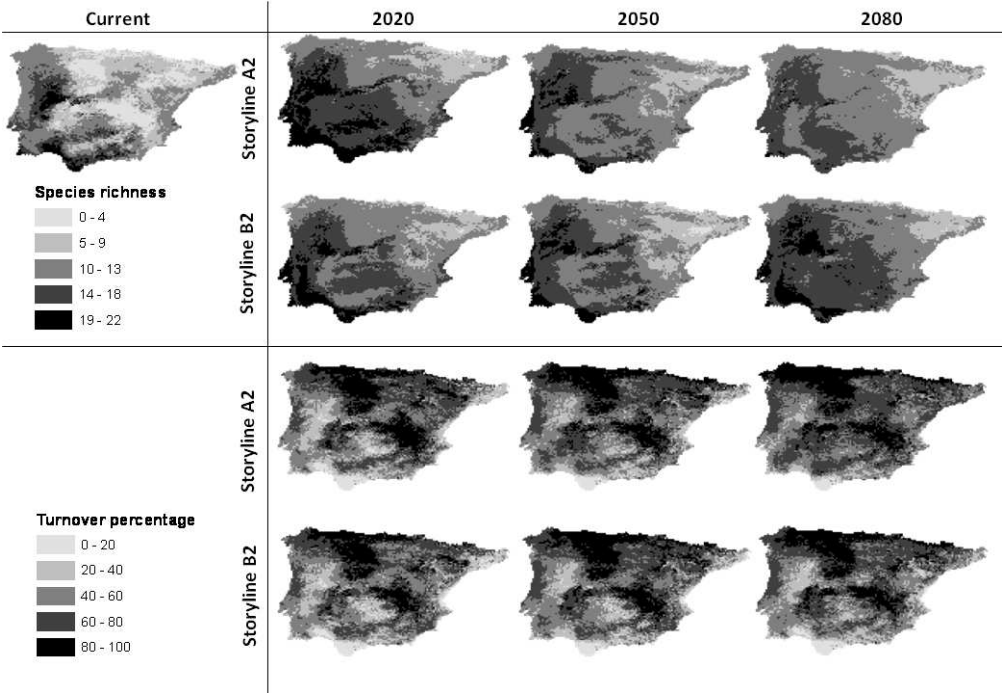 Current 2020 2050 2080
Storyline A2
Species richness
0 - 4
5 - 9
10 - 13
14 - 18
19 - 22
Storyline B2
Storyline A2
Turnover percentage
0 - 20
20 - 40
40 - 60
60 - 80
80 - 100
Storyline B2